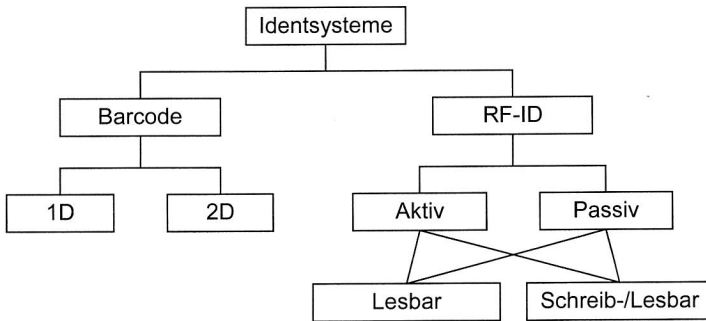 Identsysteme
Barcode
RF-ID
1D
2D
Aktiv
Passiv
Lesbar
Schreib-/Lesbar